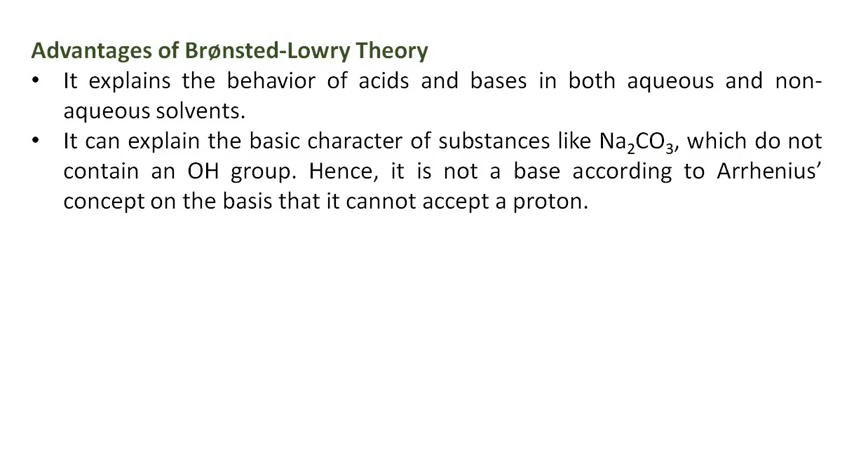 Advantages of Brønsted-Lowry Theory
• It explains the behavior of acids and bases in both aqueous and non-
aqueous solvents.
• It can explain the basic character of substances like Na₂CO₃, which do not
contain an OH group. Hence, it is not a base according to Arrhenius’
concept on the basis that it cannot accept a proton.